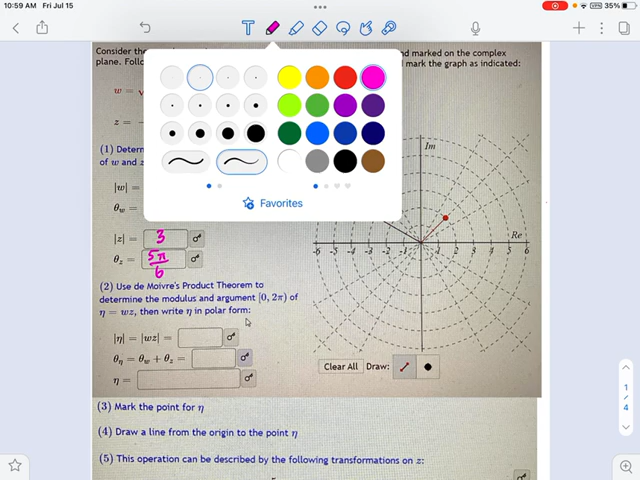 10:59 AM Fri Jul 15
VPN 35%
T
Consider th
nd marked on the complex
plane. Follo
mark the graph as indicated:
w = √
z = −
(1) Determ
of w and z
|w| =
θw =
|z| = 3
θz = 5π/6
Favorites
Im
Re
-6 -5 -4 -3 -2 -1 1 2 3 4 5 6
(2) Use de Moivre's Product Theorem to
determine the modulus and argument [0, 2π) of
η = wz, then write η in polar form:
|η| = |wz| =
θη = θw + θz =
η =
Clear All Draw:
(3) Mark the point for η
(4) Draw a line from the origin to the point η
(5) This operation can be described by the following transformations on z:
1
/
4